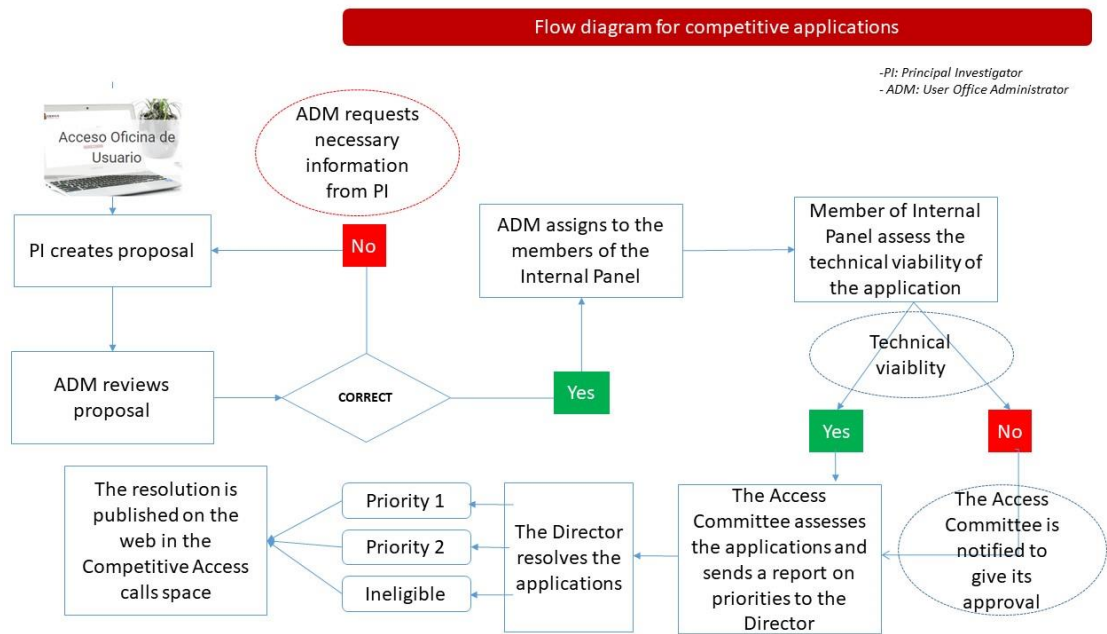 Flow diagram for competitive applications
-PI: Principal Investigator
- ADM: User Office Administrator
Acceso Oficina de
Usuario
ADM requests
necessary
information
from PI
PI creates proposal
No
ADM assigns to the
members of the
Internal Panel
Member of Internal
Panel assess the
technical viability of
the application
Technical
viaiblity
ADM reviews
proposal
CORRECT
Yes
Yes
No
The resolution is
published on the
web in the
Competitive Access
calls space
Priority 1
Priority 2
Ineligible
The Director
resolves the
applications
The Access
Committee assesses
the applications and
sends a report on
priorities to the
Director
The Access
Committee is
notified to
give its
approval